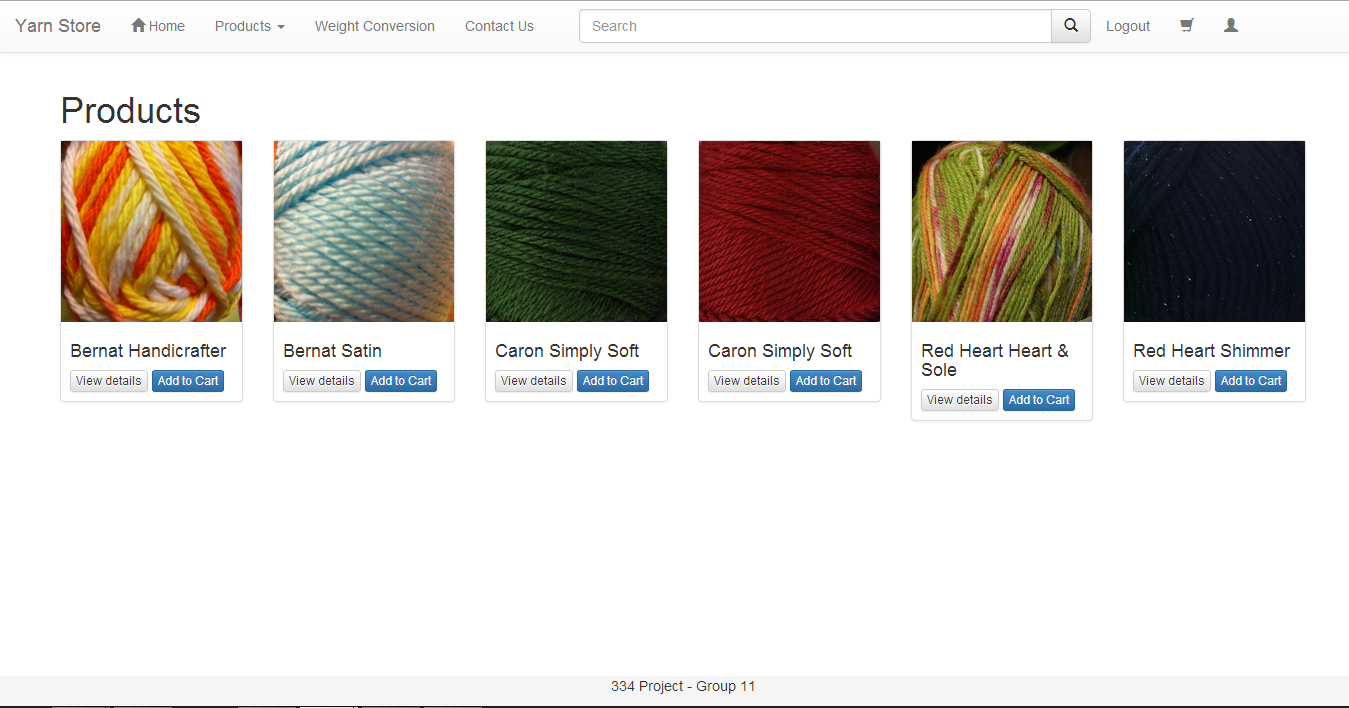 Yarn Store Home Products Weight Conversion Contact Us Search Logout
Products
Bernat Handicrafter
View details Add to Cart
Bernat Satin
View details Add to Cart
Caron Simply Soft
View details Add to Cart
Caron Simply Soft
View details Add to Cart
Red Heart Heart &
Sole
View details Add to Cart
Red Heart Shimmer
View details Add to Cart
334 Project - Group 11